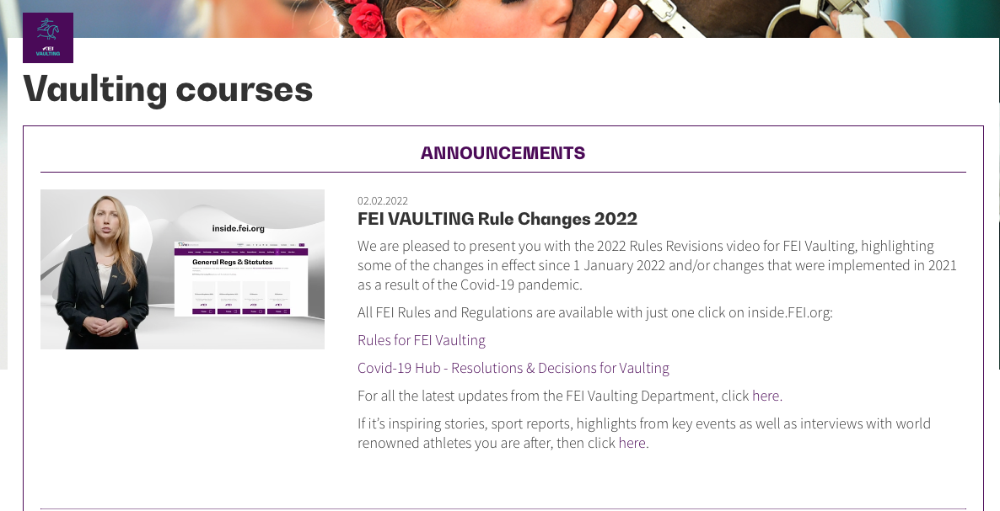 FEI
VAULTING
Vaulting courses
ANNOUNCEMENTS
inside.fei.org
General Regs & Statutes
02.02.2022
FEI VAULTING Rule Changes 2022
We are pleased to present you with the 2022 Rules Revisions video for FEI Vaulting, highlighting
some of the changes in effect since 1 January 2022 and/or changes that were implemented in 2021
as a result of the Covid-19 pandemic.
All FEI Rules and Regulations are available with just one click on inside.FEI.org:
Rules for FEI Vaulting
Covid-19 Hub - Resolutions & Decisions for Vaulting
For all the latest updates from the FEI Vaulting Department, click here.
If it’s inspiring stories, sport reports, highlights from key events as well as interviews with world
renowned athletes you are after, then click here.